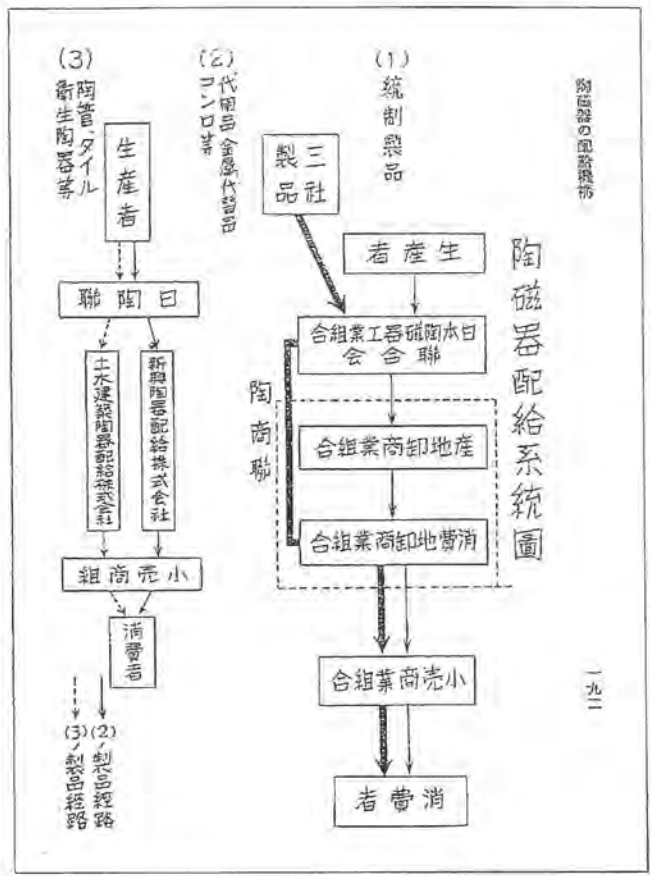 陶磁器の配給機構
陶磁器配給系統圖
(1) 統制製品
生産者
三社
製品
日本陶磁器工業組合
聯合会
産地卸商業組合
消費地卸商業組合
陶商聯
小売商業組合
消費者
(2) 代用品金属代替品
コンロ等
(3) 陶管、タイル
衛生陶器等
生産者
日陶聯
新興陶器配給株式会社
土水建築陶器配給株式会社
小売商組
消費者
(2)ノ製品経路
(3)ノ製品経路
一九二